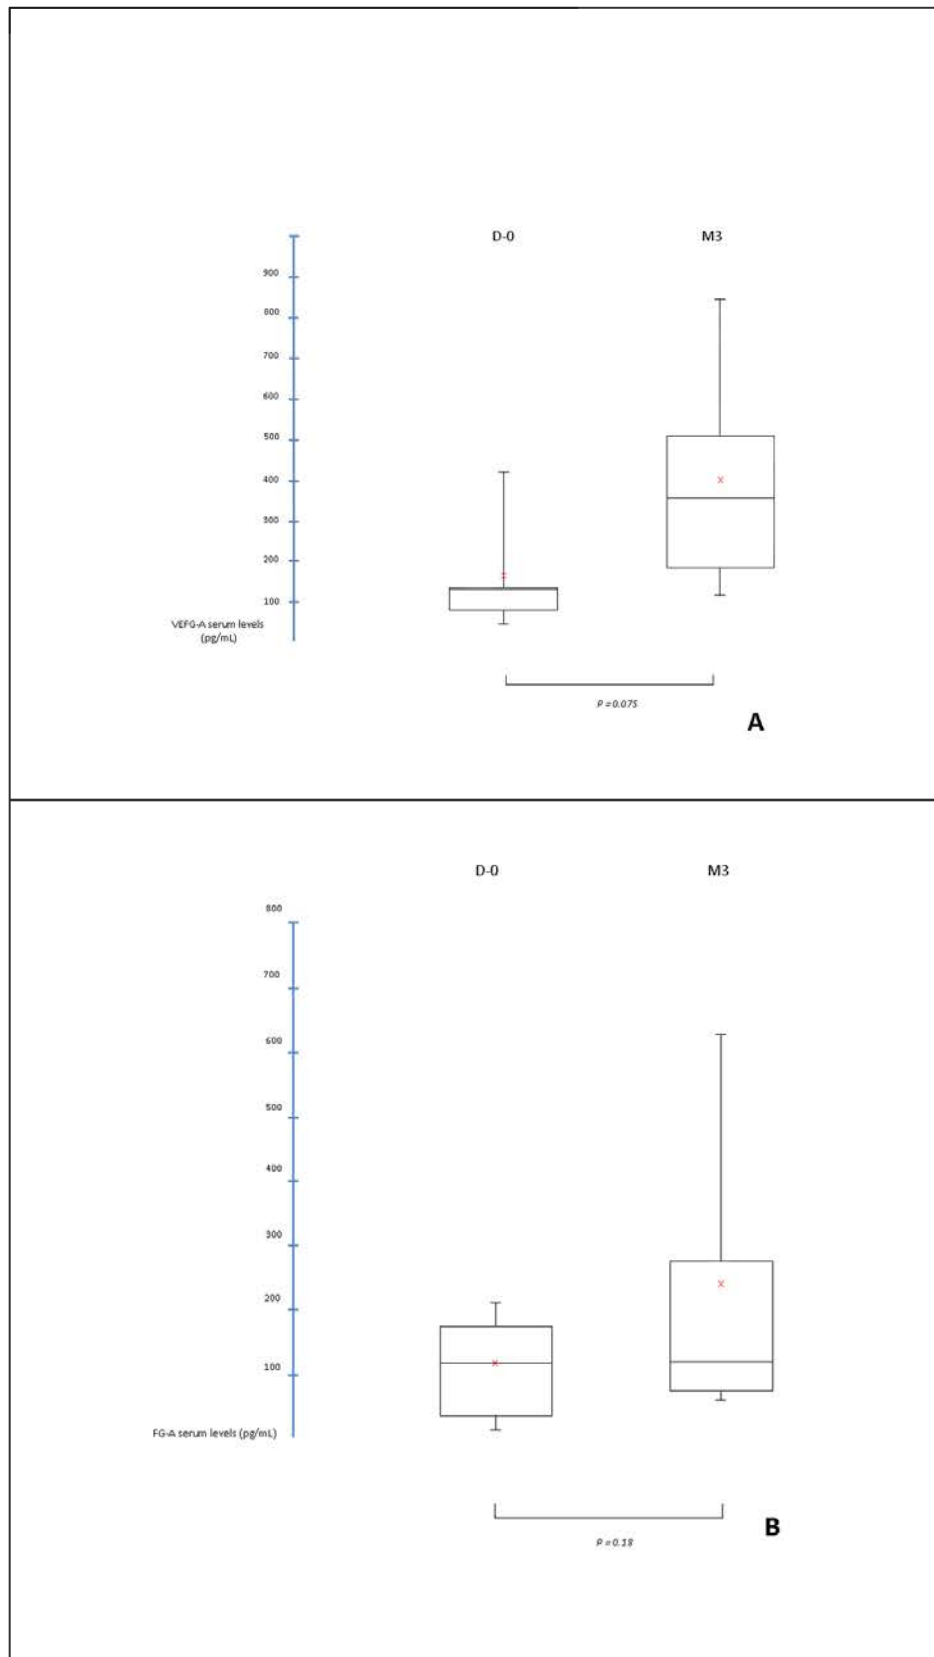 D-0 M3
900
800
700
600
500
400
300
200
100
VEFG-A serum levels
(pg/mL)
P = 0.075
A
D-0 M3
800
700
600
500
400
300
200
100
FG-A serum levels (pg/mL)
P = 0.18
B